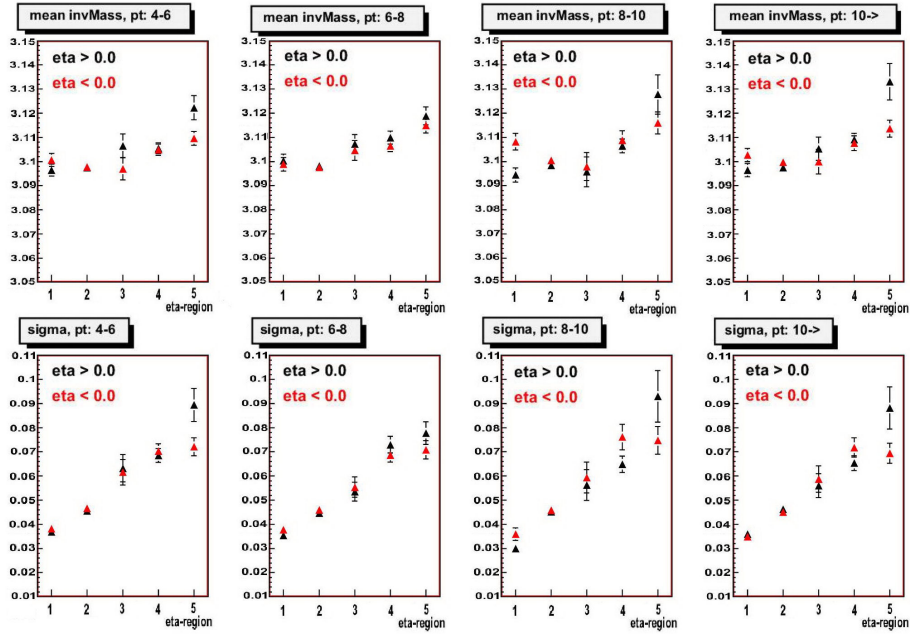 mean invMass, pt: 4-6
mean invMass, pt: 6-8
mean invMass, pt: 8-10
mean invMass, pt: 10->
3.15
3.14
3.13
3.12
3.11
3.1
3.09
3.08
3.07
3.06
3.05
eta > 0.0
eta < 0.0
1 2 3 4 5
eta-region
3.15
3.14
3.13
3.12
3.11
3.1
3.09
3.08
3.07
3.06
3.05
eta > 0.0
eta < 0.0
1 2 3 4 5
eta-region
3.15
3.14
3.13
3.12
3.11
3.1
3.09
3.08
3.07
3.06
3.05
eta > 0.0
eta < 0.0
1 2 3 4 5
eta-region
3.15
3.14
3.13
3.12
3.11
3.1
3.09
3.08
3.07
3.06
3.05
eta > 0.0
eta < 0.0
1 2 3 4 5
eta-region
sigma, pt: 4-6
sigma, pt: 6-8
sigma, pt: 8-10
sigma, pt: 10->
0.11
0.1
0.09
0.08
0.07
0.06
0.05
0.04
0.03
0.02
0.01
eta > 0.0
eta < 0.0
1 2 3 4 5
eta-region
0.11
0.1
0.09
0.08
0.07
0.06
0.05
0.04
0.03
0.02
0.01
eta > 0.0
eta < 0.0
1 2 3 4 5
eta-region
0.11
0.1
0.09
0.08
0.07
0.06
0.05
0.04
0.03
0.02
0.01
eta > 0.0
eta < 0.0
1 2 3 4 5
eta-region
0.11
0.1
0.09
0.08
0.07
0.06
0.05
0.04
0.03
0.02
0.01
eta > 0.0
eta < 0.0
1 2 3 4 5
eta-region